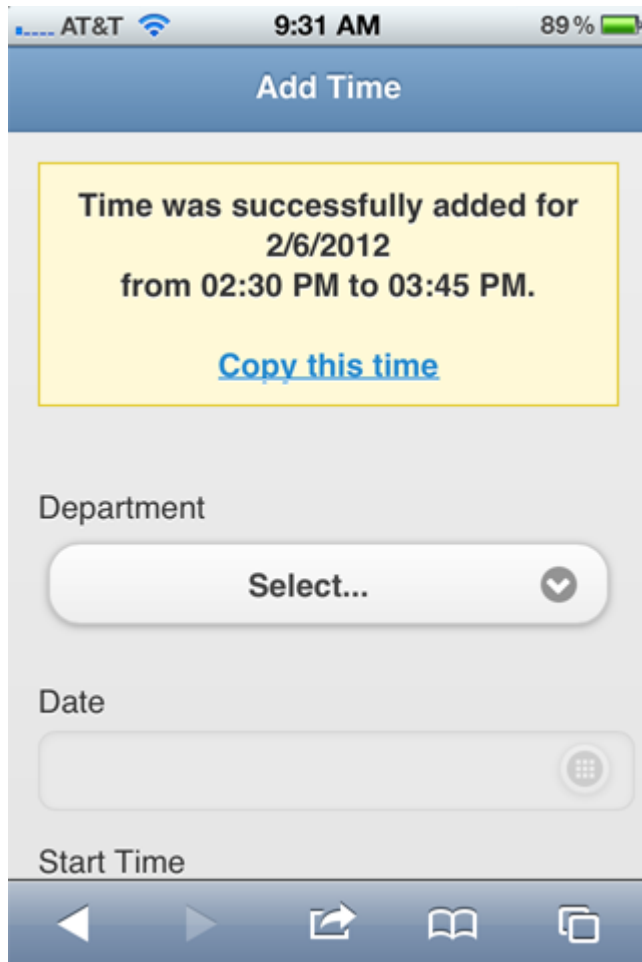 AT&T 9:31 AM 89%
Add Time
Time was successfully added for
2/6/2012
from 02:30 PM to 03:45 PM.
Copy this time
Department
Select...
Date
Start Time